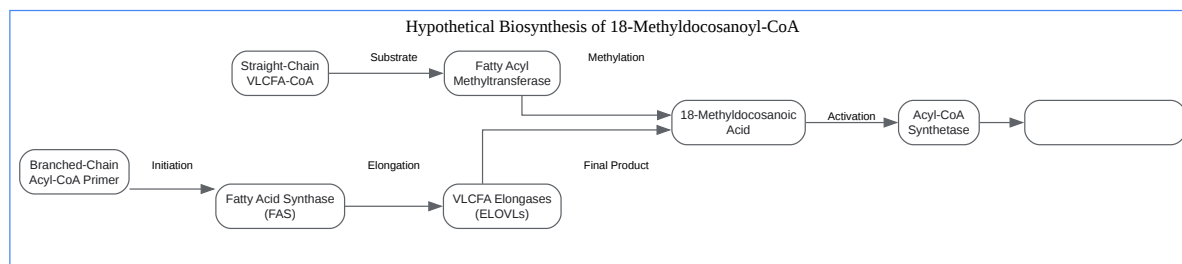 Hypothetical Biosynthesis of 18-Methyldocosanoyl-CoA
Straight-Chain
VLCFA-CoA
Substrate
Fatty Acyl
Methyltransferase
Methylation
18-Methyldocosanoic
Acid
Activation
Acyl-CoA
Synthetase
Branched-Chain
Acyl-CoA Primer
Initiation
Fatty Acid Synthase
(FAS)
Elongation
VLCFA Elongases
(ELOVLs)
Final Product